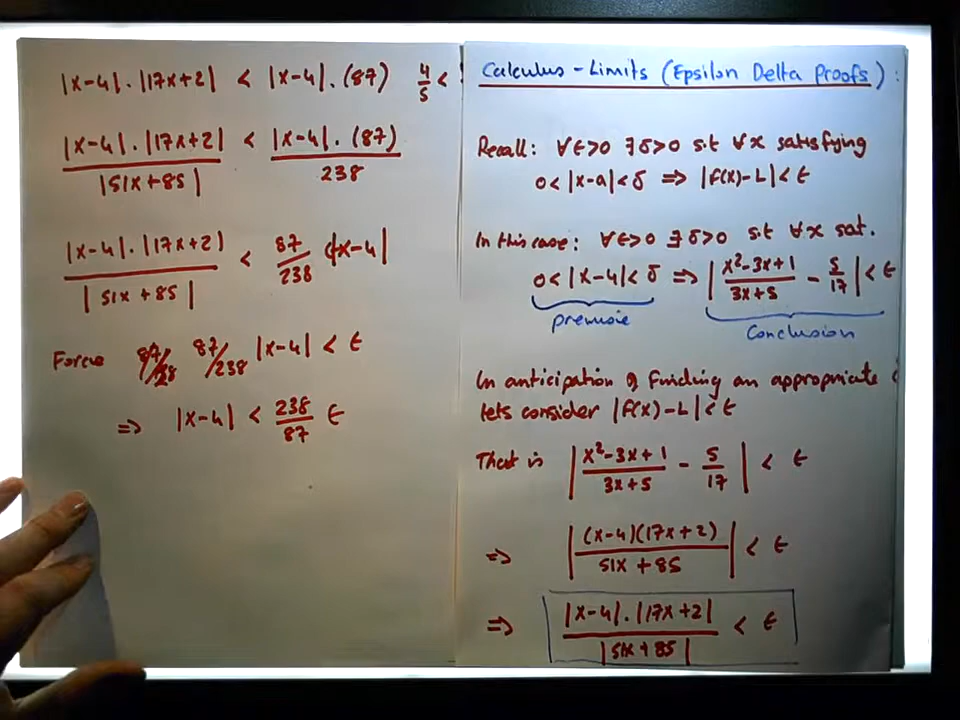 |x-4|.|17x+2| < |x-4|.(87) 4/5 <
|x-4|.|17x+2| / |51x+85| < |x-4|.(87) / 238
|x-4|.|17x+2| / |51x+85| < 87/238 |x-4|
Force 87/238 |x-4| < ϵ
⇒ |x-4| < 238/87 ϵ
Calculus - Limits (Epsilon Delta Proofs) :
Recall: ∀ϵ>0 ∃δ>0 s.t ∀x satisfying
0<|x-a|<δ ⇒ |f(x)-L|<ϵ
In this case: ∀ϵ>0 ∃δ>0 s.t ∀x sat.
0<|x-4|<δ ⇒ |x²-3x+1 / 3x+5 - 5/17| < ϵ
premise conclusion
In anticipation of finding an appropriate
lets consider |f(x)-L|<ϵ
That is |x²-3x+1 / 3x+5 - 5/17| < ϵ
⇒ |(x-4)(17x+2) / 51x+85| < ϵ
⇒ |x-4|.|17x+2| / |51x+85| < ϵ